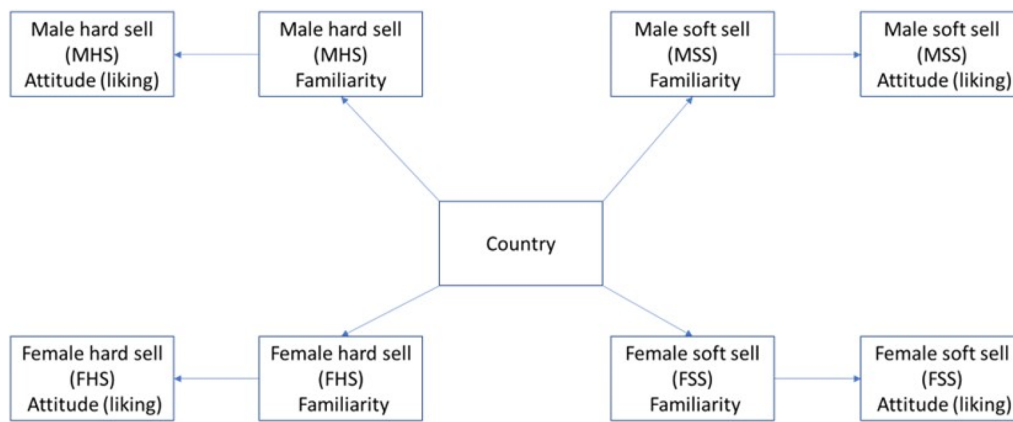 Male hard sell
(MHS)
Attitude (liking)
Male hard sell
(MHS)
Familiarity
Male soft sell
(MSS)
Familiarity
Male soft sell
(MSS)
Attitude (liking)
Country
Female hard sell
(FHS)
Attitude (liking)
Female hard sell
(FHS)
Familiarity
Female soft sell
(FSS)
Familiarity
Female soft sell
(FSS)
Attitude (liking)